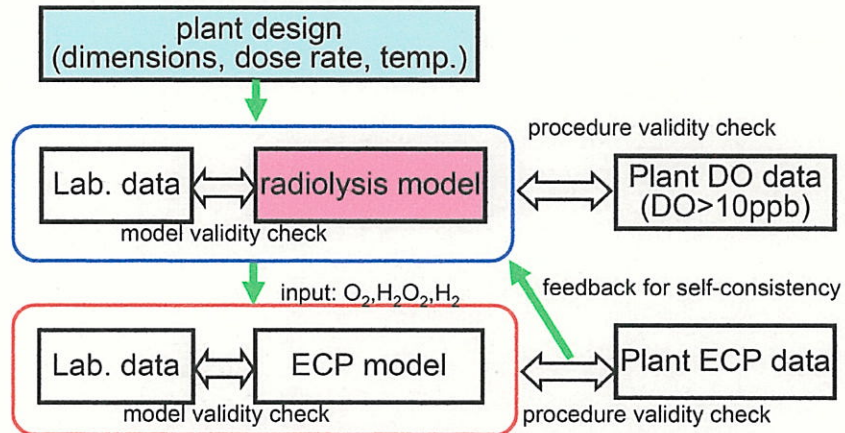 plant design
(dimensions, dose rate, temp.)
procedure validity check
Lab. data
radiolysis model
Plant DO data
(DO>10ppb)
model validity check
input: O₂,H₂O₂,H₂
feedback for self-consistency
Lab. data
ECP model
Plant ECP data
model validity check
procedure validity check